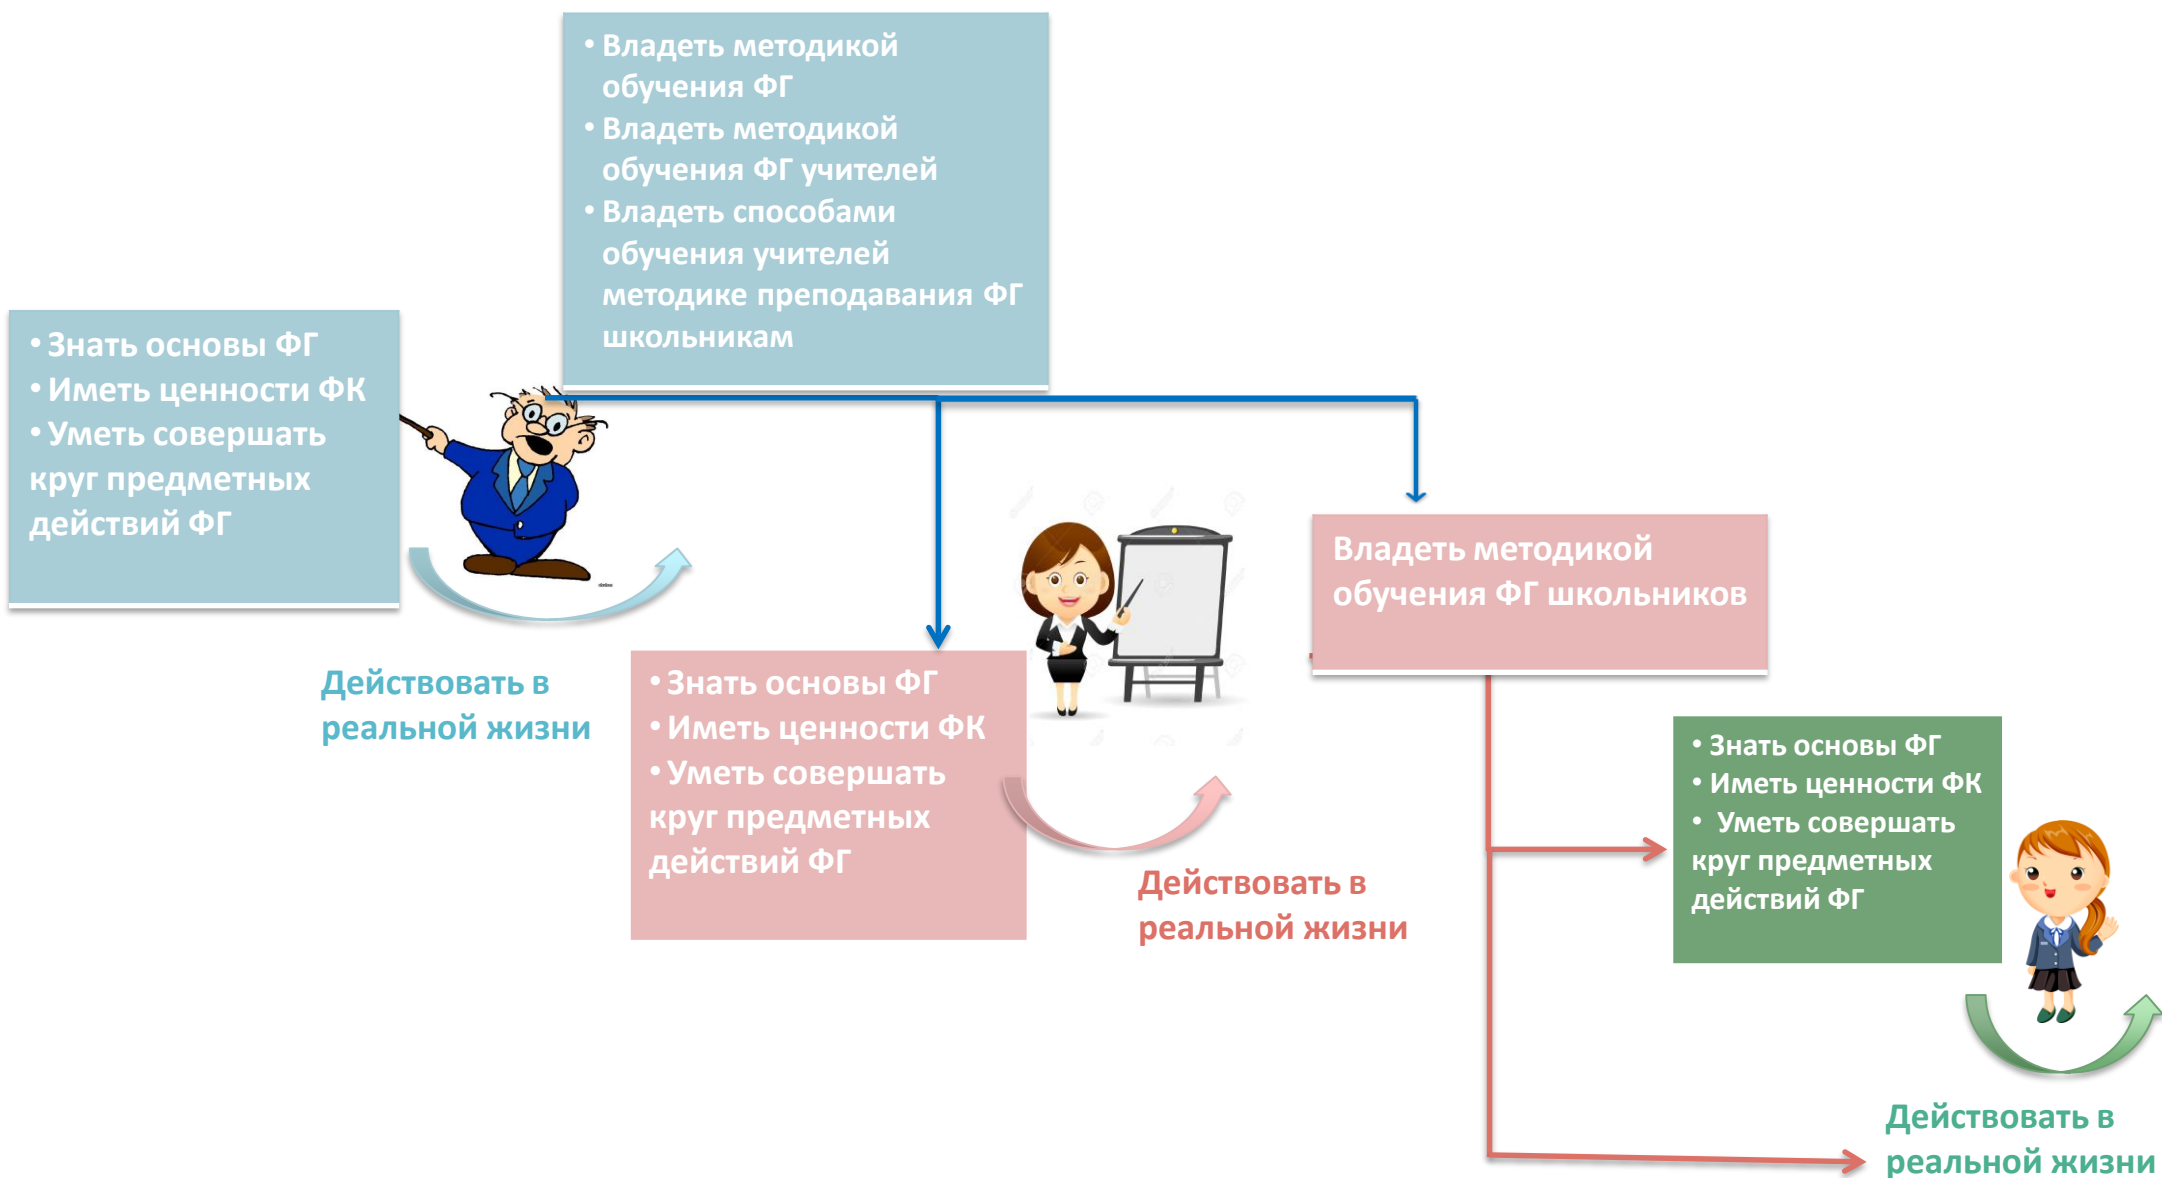 • Владеть методикой
обучения ФГ
• Владеть методикой
обучения ФГ учителей
• Владеть способами
обучения учителей
методике преподавания ФГ
школьникам
• Знать основы ФГ
• Иметь ценности ФК
• Уметь совершать
круг предметных
действий ФГ
Действовать в
реальной жизни
• Знать основы ФГ
• Иметь ценности ФК
• Уметь совершать
круг предметных
действий ФГ
Действовать в
реальной жизни
Владеть методикой
обучения ФГ школьников
• Знать основы ФГ
• Иметь ценности ФК
• Уметь совершать
круг предметных
действий ФГ
Действовать в
реальной жизни